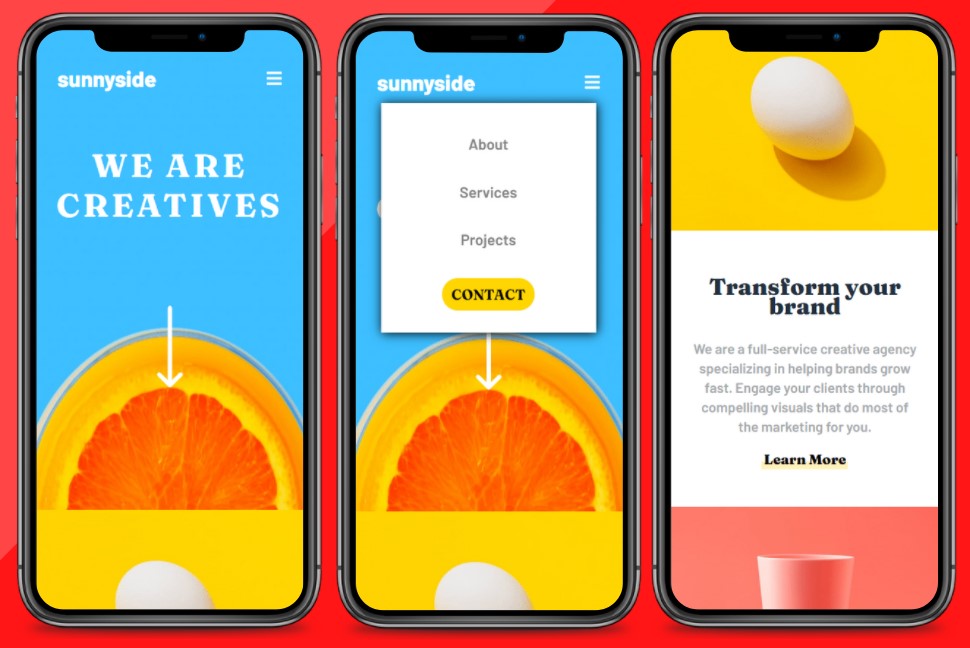 sunnyside
WE ARE
CREATIVES
sunnyside
About
Services
Projects
CONTACT
Transform your
brand
We are a full-service creative agency
specializing in helping brands grow
fast. Engage your clients through
compelling visuals that do most of
the marketing for you.
Learn More